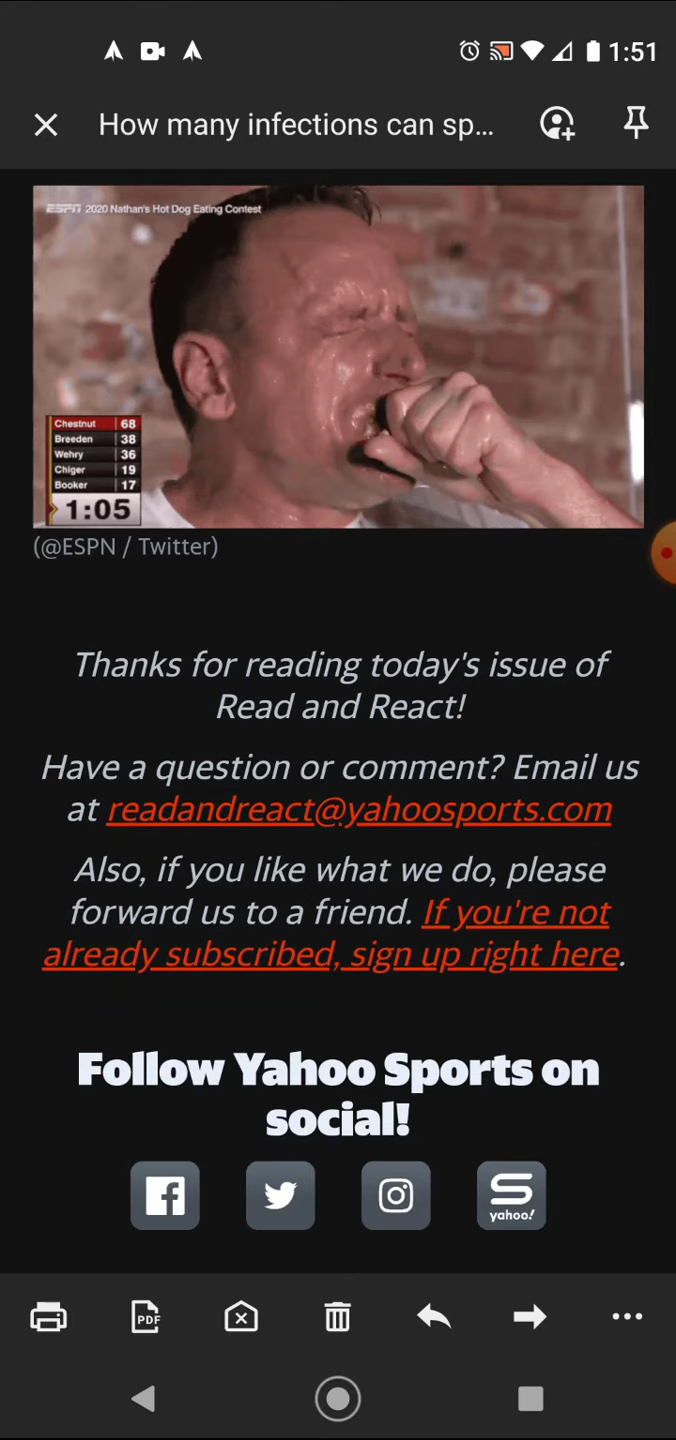 1:51
How many infections can sp...
ESPN 2020 Nathan's Hot Dog Eating Contest
Chestnut 68
Breeden 38
Wehry 36
Chiger 19
Booker 17
1:05
(@ESPN / Twitter)
Thanks for reading today's issue of
Read and React!
Have a question or comment? Email us
at readandreact@yahoosports.com
Also, if you like what we do, please
forward us to a friend. If you're not
already subscribed, sign up right here.
Follow Yahoo Sports on
social!
S
yahoo!
PDF